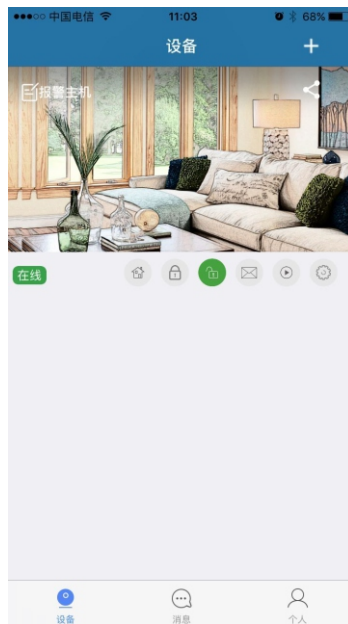 中国电信 11:03 68%
设备 +
报警主机
在线
设备 消息 个人